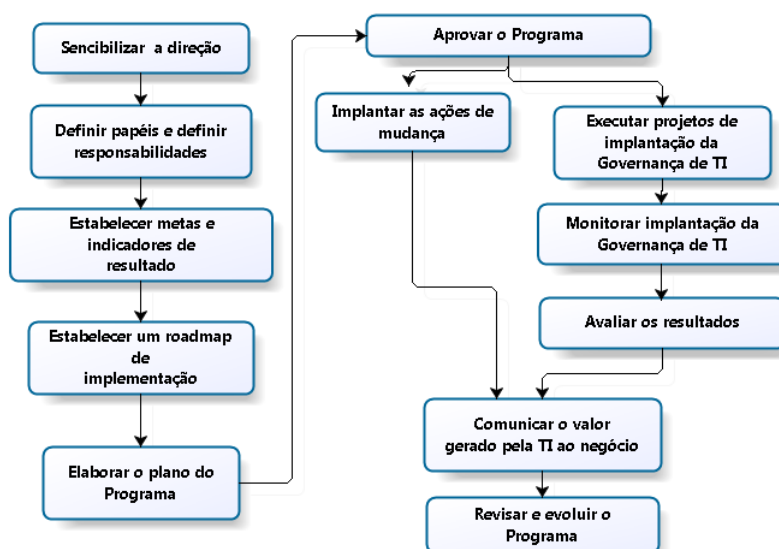 Sencibilizar a direção
Definir papéis e definir
responsabilidades
Estabelecer metas e
indicadores de
resultado
Estabelecer um roadmap
de
implementação
Elaborar o plano do
Programa
Aprovar o Programa
Implantar as ações de
mudança
Executar projetos de
implantação da
Governança de TI
Monitorar implantação da
Governança de TI
Avaliar os resultados
Comunicar o valor
gerado pela TI ao negócio
Revisar e evoluir o
Programa